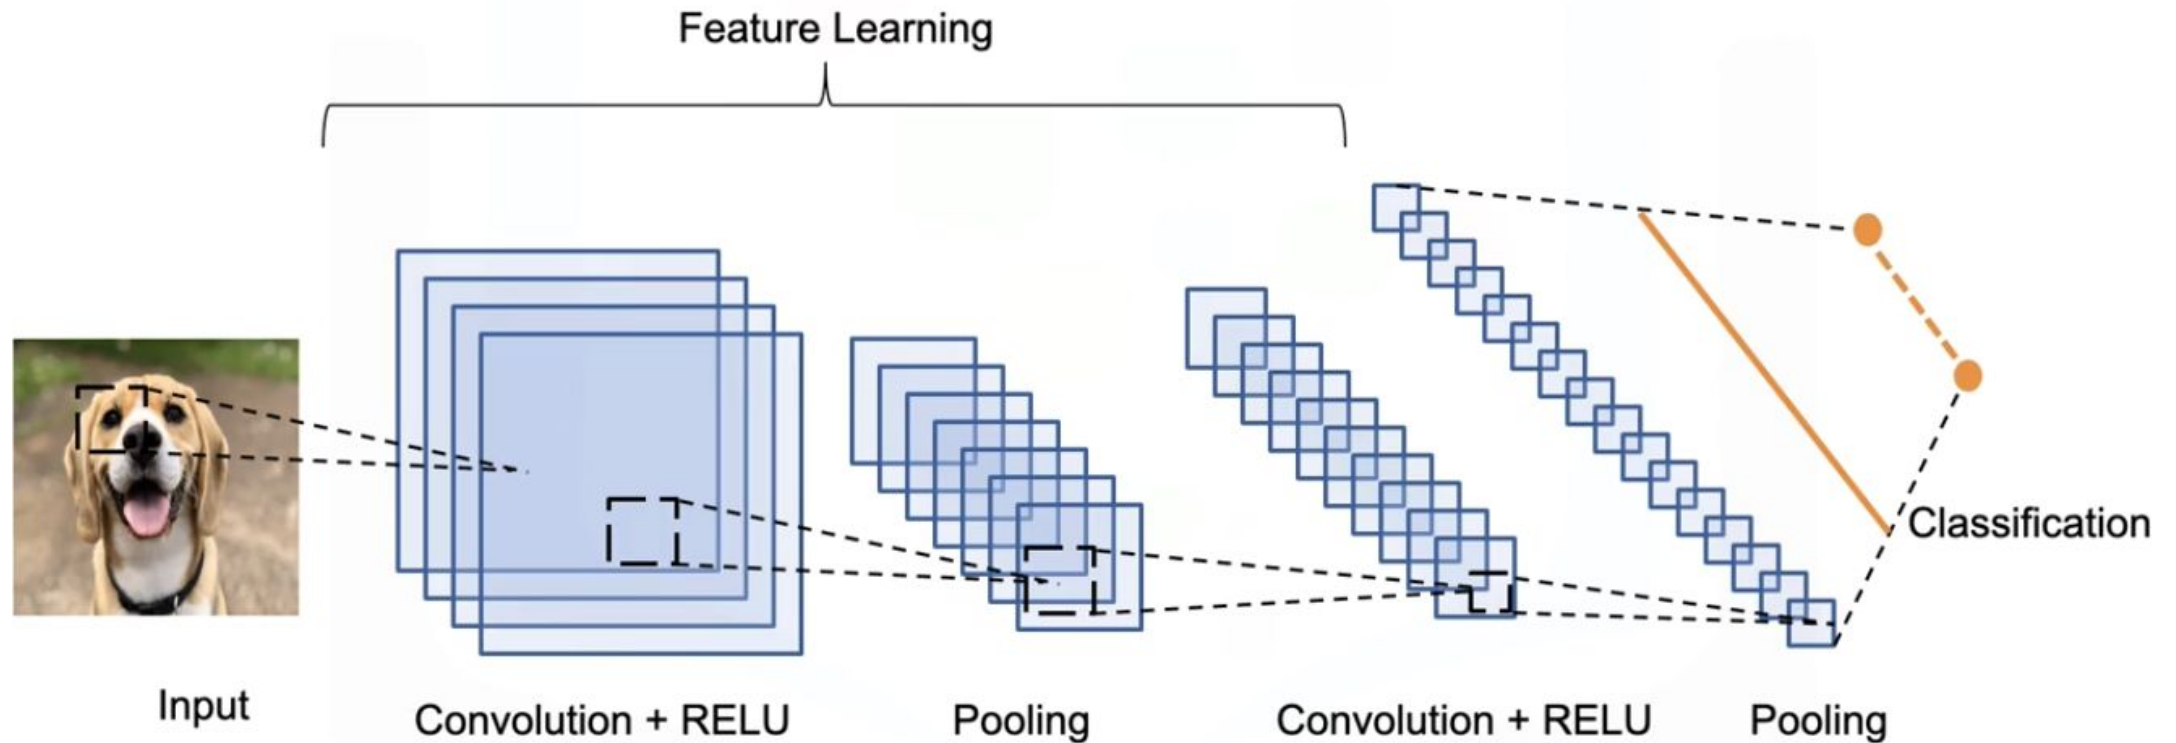 Feature Learning
Classification
Input
Convolution + RELU
Pooling
Convolution + RELU
Pooling